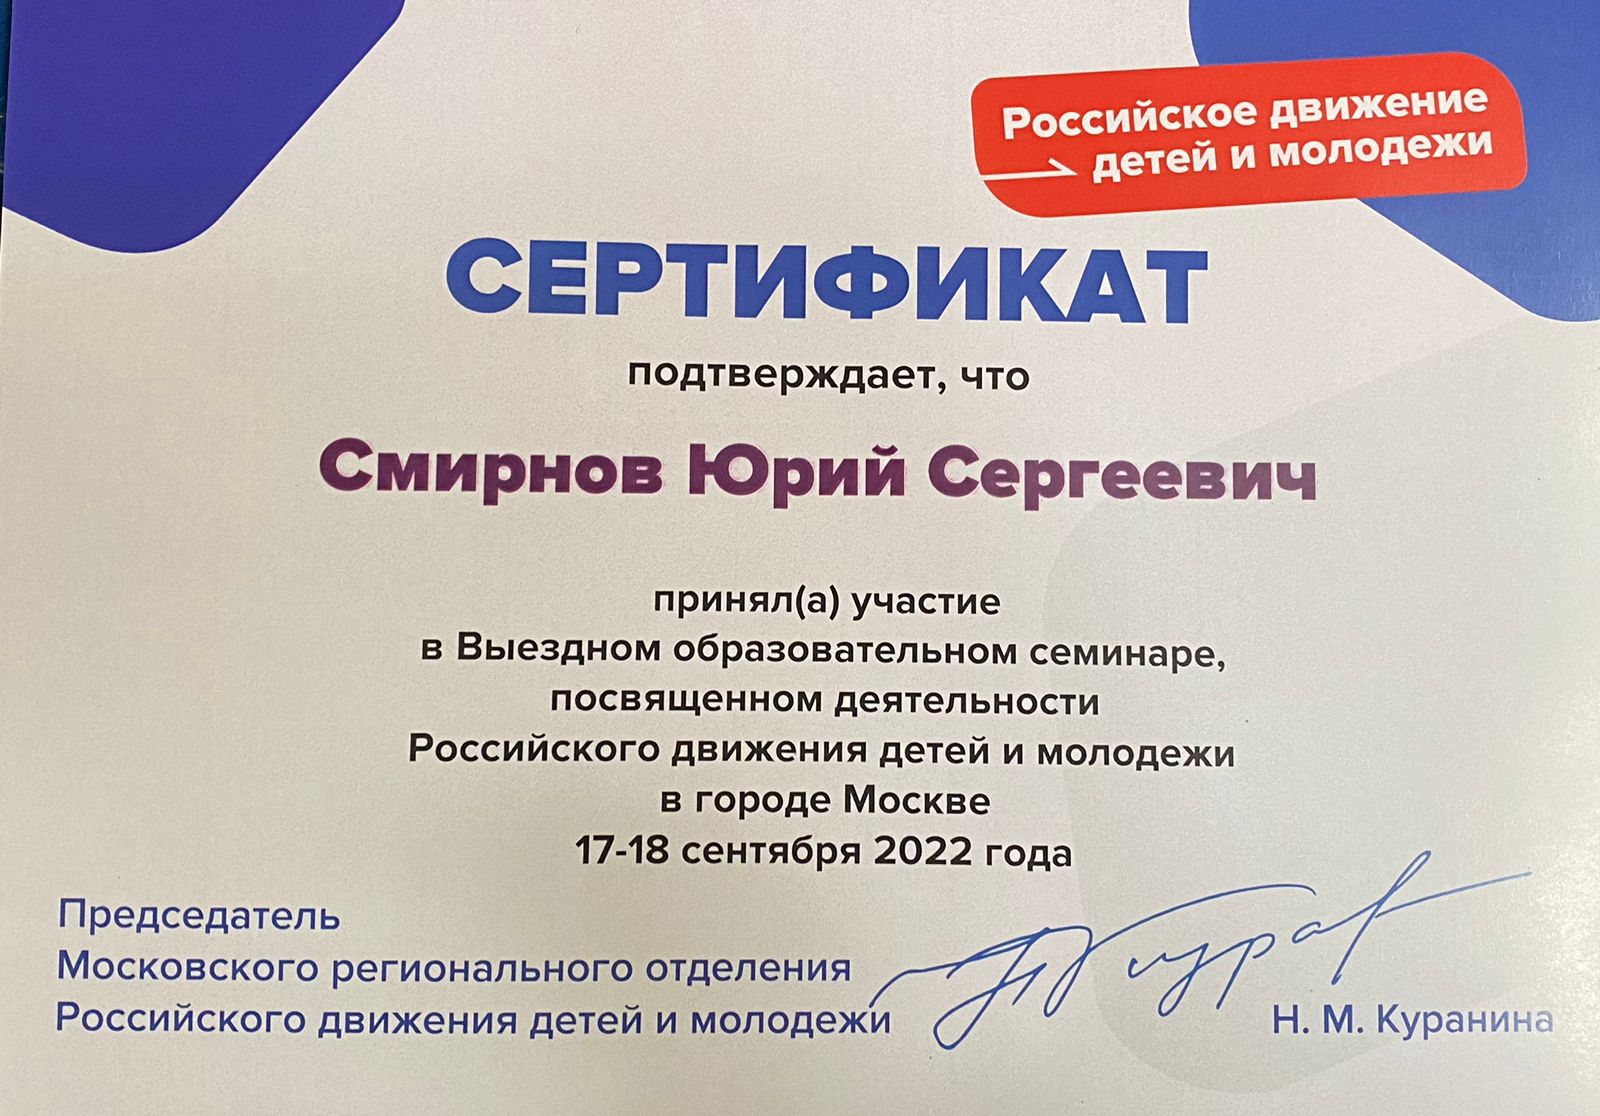 Российское движение
детей и молодежи
СЕРТИФИКАТ
подтверждает, что
Смирнов Юрий Сергеевич
принял(а) участие
в Выездном образовательном семинаре,
посвященном деятельности
Российского движения детей и молодежи
в городе Москве
17-18 сентября 2022 года
Председатель
Московского регионального отделения
Российского движения детей и молодежи
Н. М. Куранина